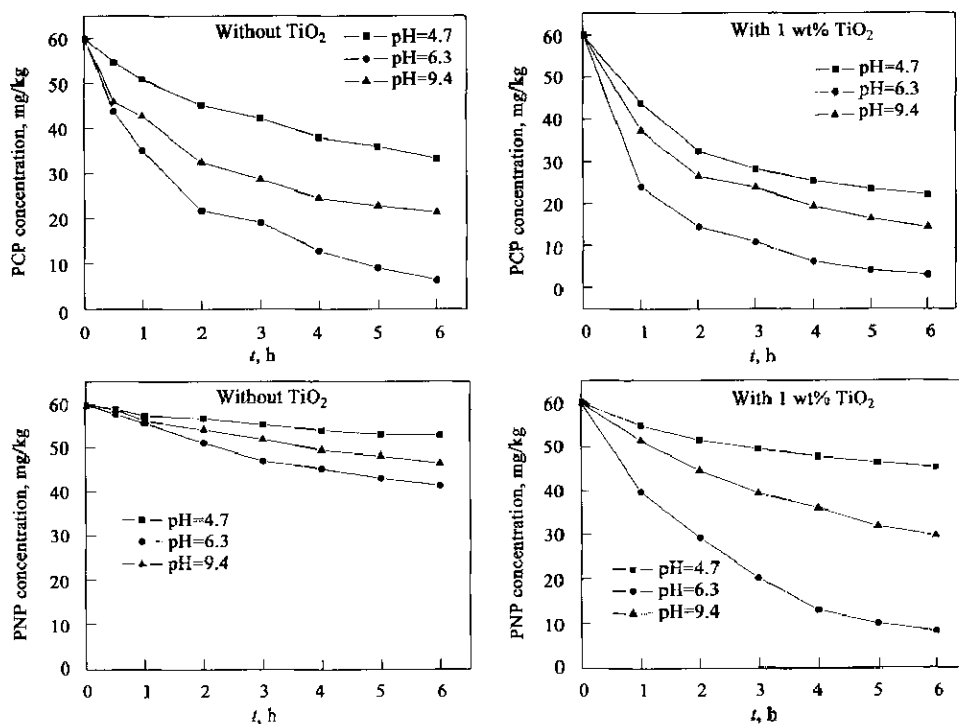 Without TiO₂
pH=4.7
pH=6.3
pH=9.4
PCP concentration, mg/kg
60
50
40
30
20
10
0
0 1 2 3 4 5 6
t, h
With 1 wt% TiO₂
pH=4.7
pH=6.3
pH=9.4
PCP concentration, mg/kg
60
50
40
30
20
10
0
0 1 2 3 4 5 6
t, h
Without TiO₂
pH=4.7
pH=6.3
pH=9.4
PNP concentration, mg/kg
60
50
40
30
20
10
0
0 1 2 3 4 5 6
t, h
With 1 wt% TiO₂
pH=4.7
pH=6.3
pH=9.4
PNP concentration, mg/kg
60
50
40
30
20
10
0
0 1 2 3 4 5 6
t, h